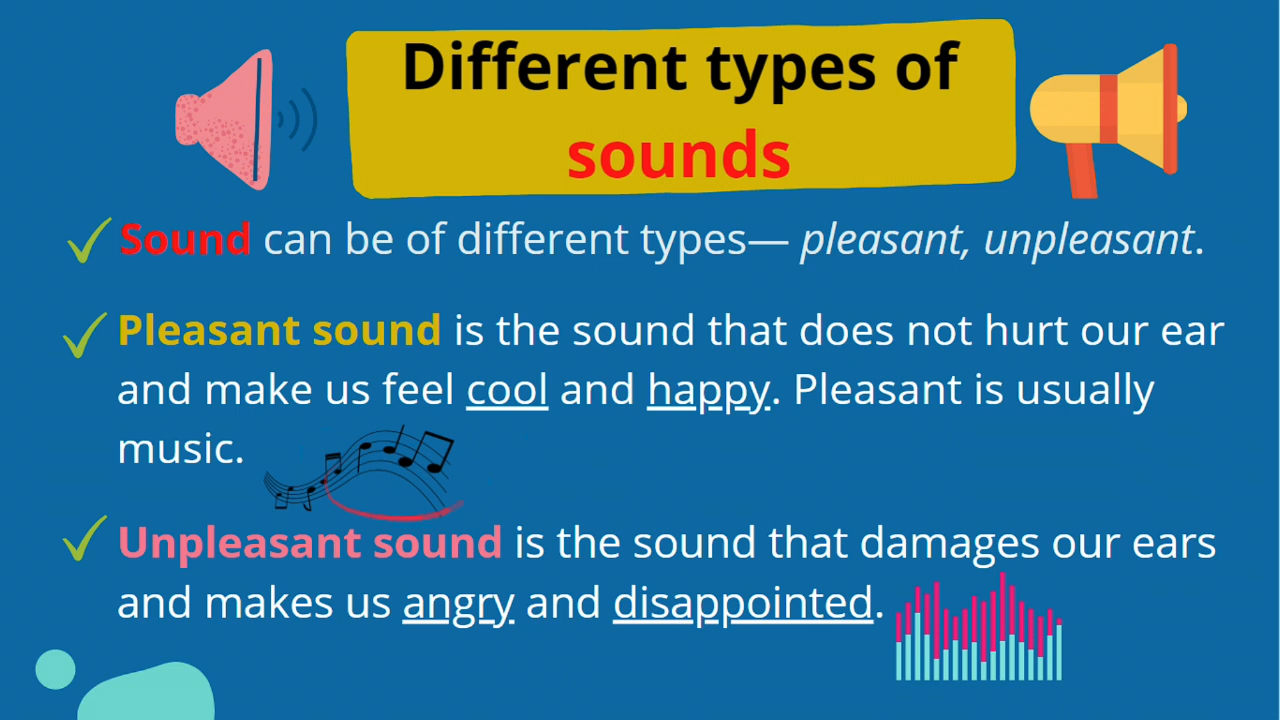 Different types of
sounds
Sound can be of different types— pleasant, unpleasant.
Pleasant sound is the sound that does not hurt our ear
and make us feel cool and happy. Pleasant is usually
music.
Unpleasant sound is the sound that damages our ears
and makes us angry and disappointed.